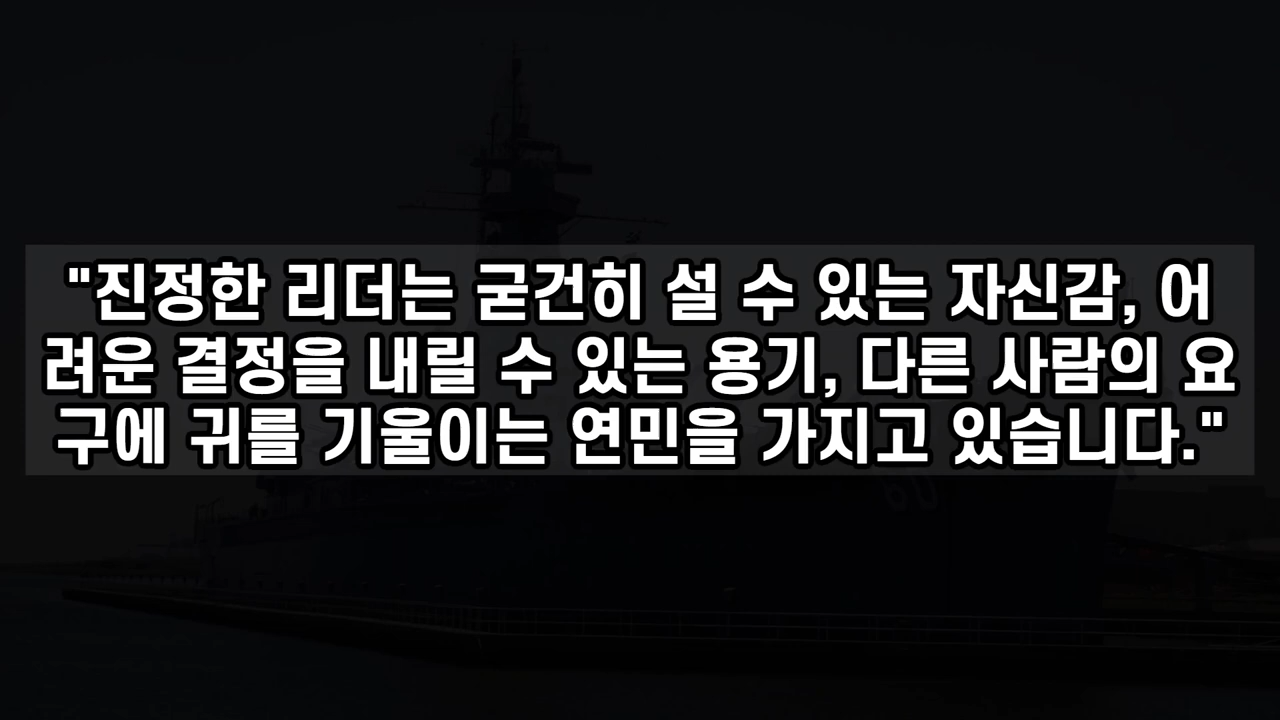 "진정한 리더는 굳건히 설 수 있는 자신감, 어
려운 결정을 내릴 수 있는 용기, 다른 사람의 요
구에 귀를 기울이는 연민을 가지고 있습니다."
60